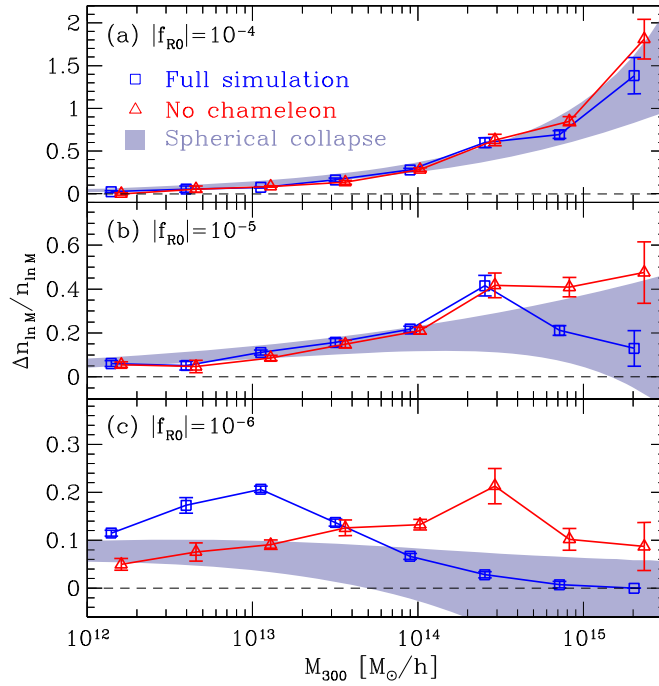 (a) |f_R0|=10^-4
Full simulation
No chameleon
Spherical collapse
2
1.5
1
0.5
0
(b) |f_R0|=10^-5
0.6
0.4
0.2
0
Δn_ln M/n_ln M
(c) |f_R0|=10^-6
0.3
0.2
0.1
0
10^12 10^13 10^14 10^15
M_300 [M_⊙/h]